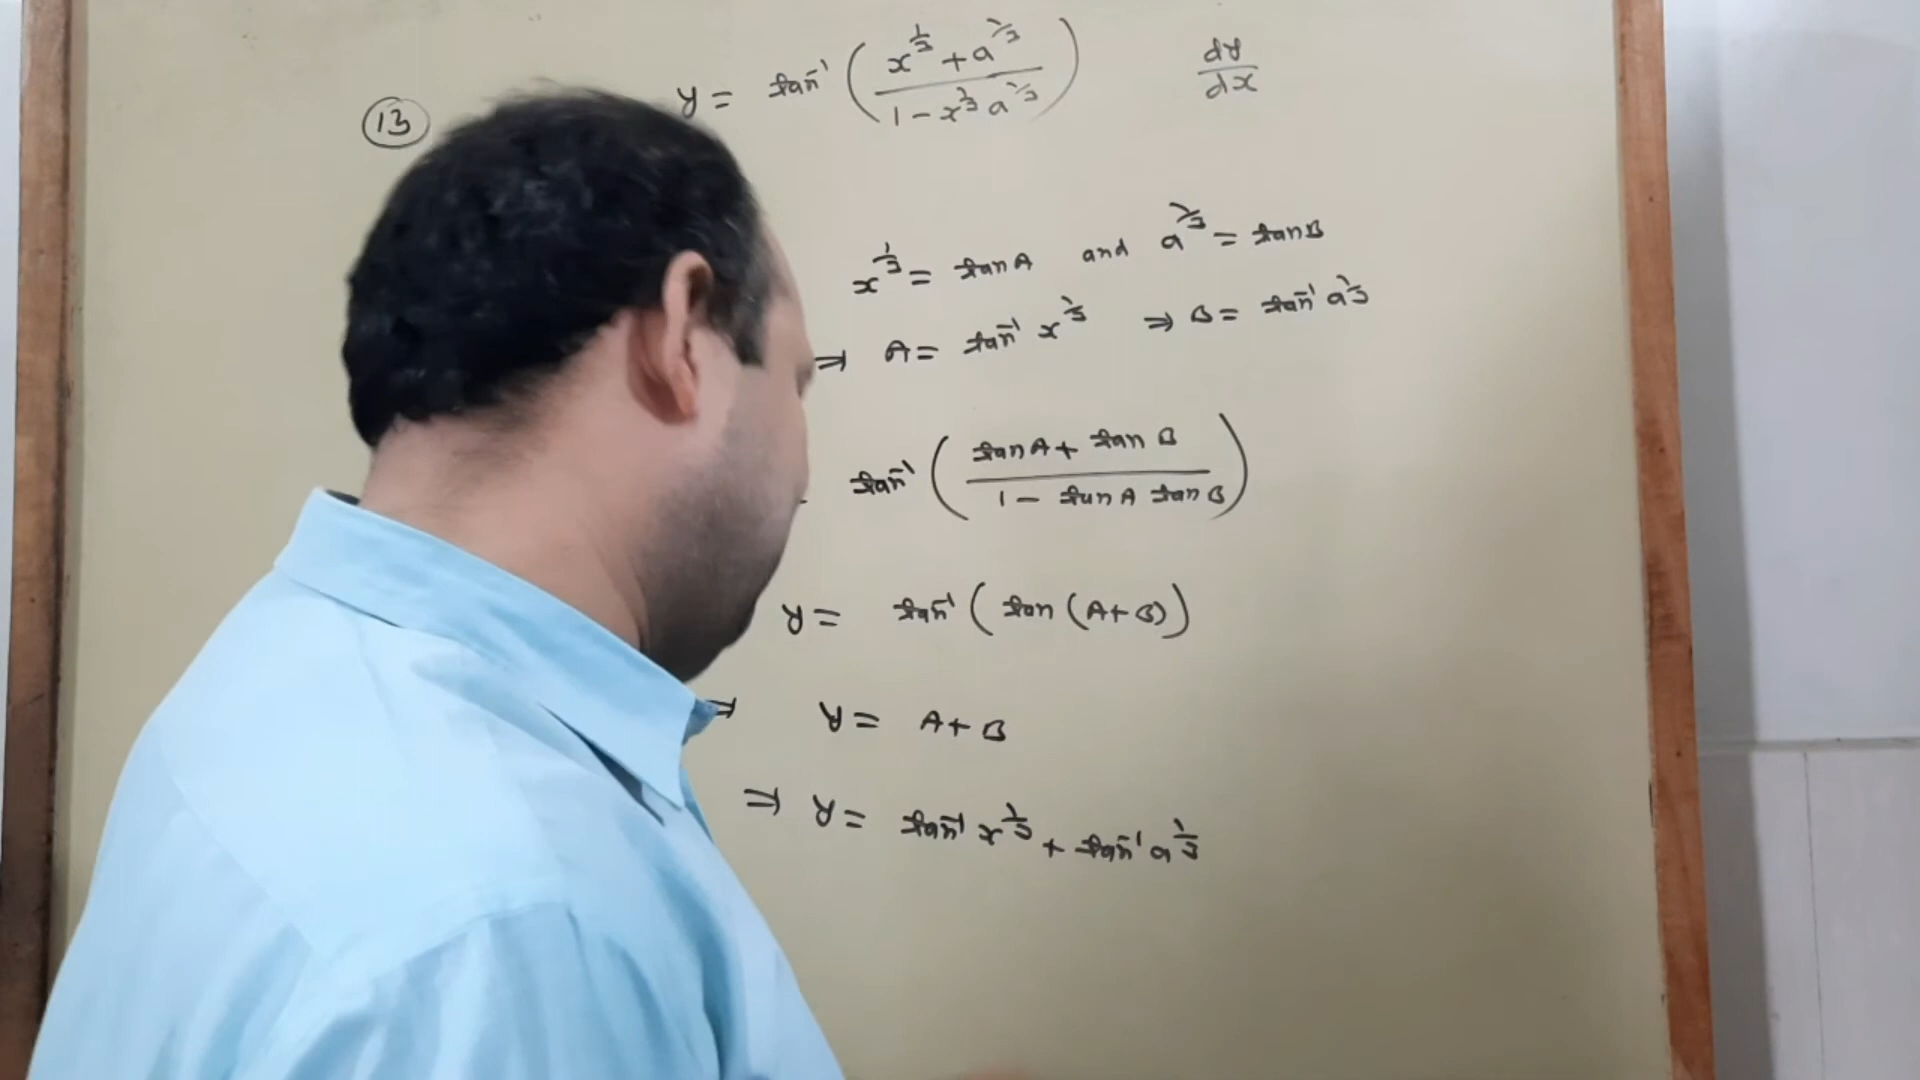 (13) y = tan⁻¹ ( (x^(1/3) + a^(1/3)) / (1 - x^(1/3) a^(1/3)) ) dy/dx
x^(1/3) = tan A and a^(1/3) = tan B
⇒ A = tan⁻¹ x^(1/3) ⇒ B = tan⁻¹ a^(1/3)
tan⁻¹ ( (tan A + tan B) / (1 - tan A tan B) )
y = tan⁻¹ ( tan (A + B) )
⇒ y = A + B
⇒ y = tan⁻¹ x^(1/3) + tan⁻¹ a^(1/3)